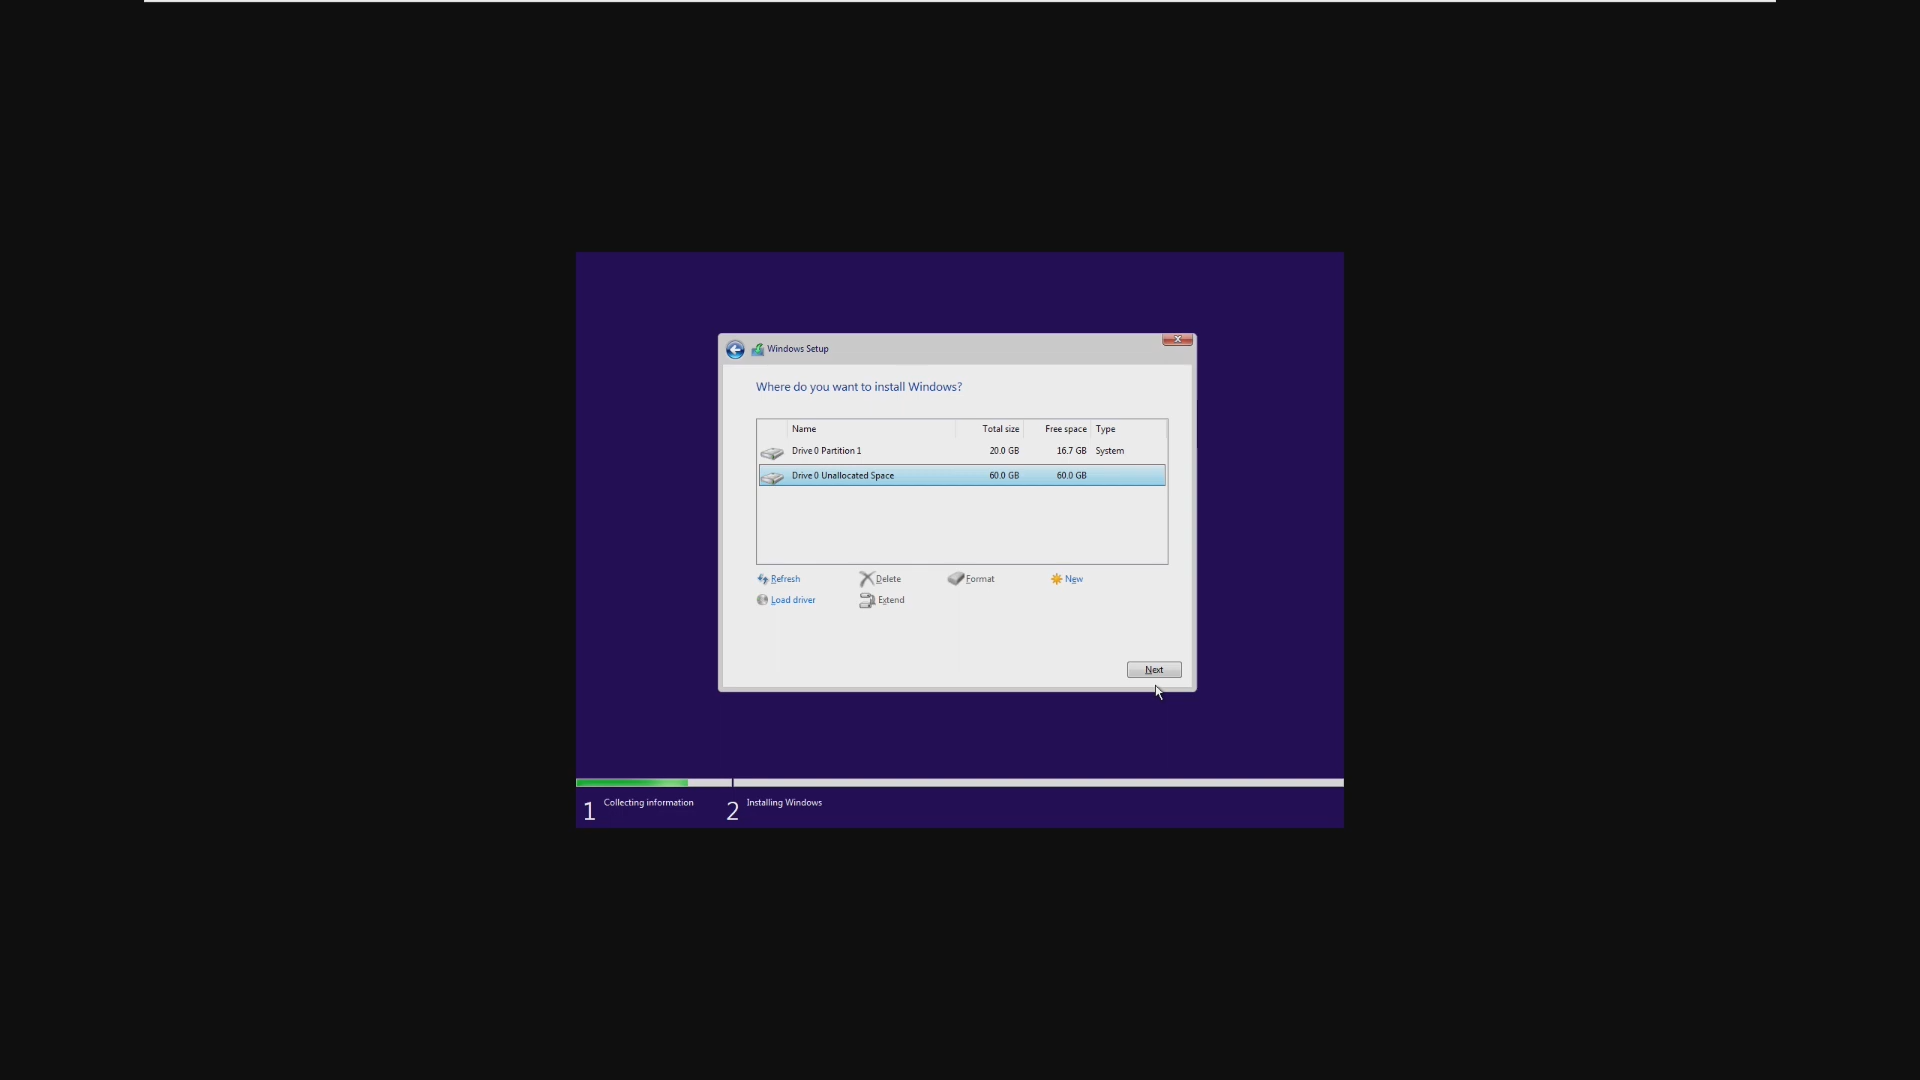 Windows Setup
Where do you want to install Windows?
Name Total size Free space Type
Drive 0 Partition 1 20.0 GB 16.7 GB System
Drive 0 Unallocated Space 60.0 GB 60.0 GB
Refresh Delete Format New
Load driver Extend
Next
1 Collecting information 2 Installing Windows